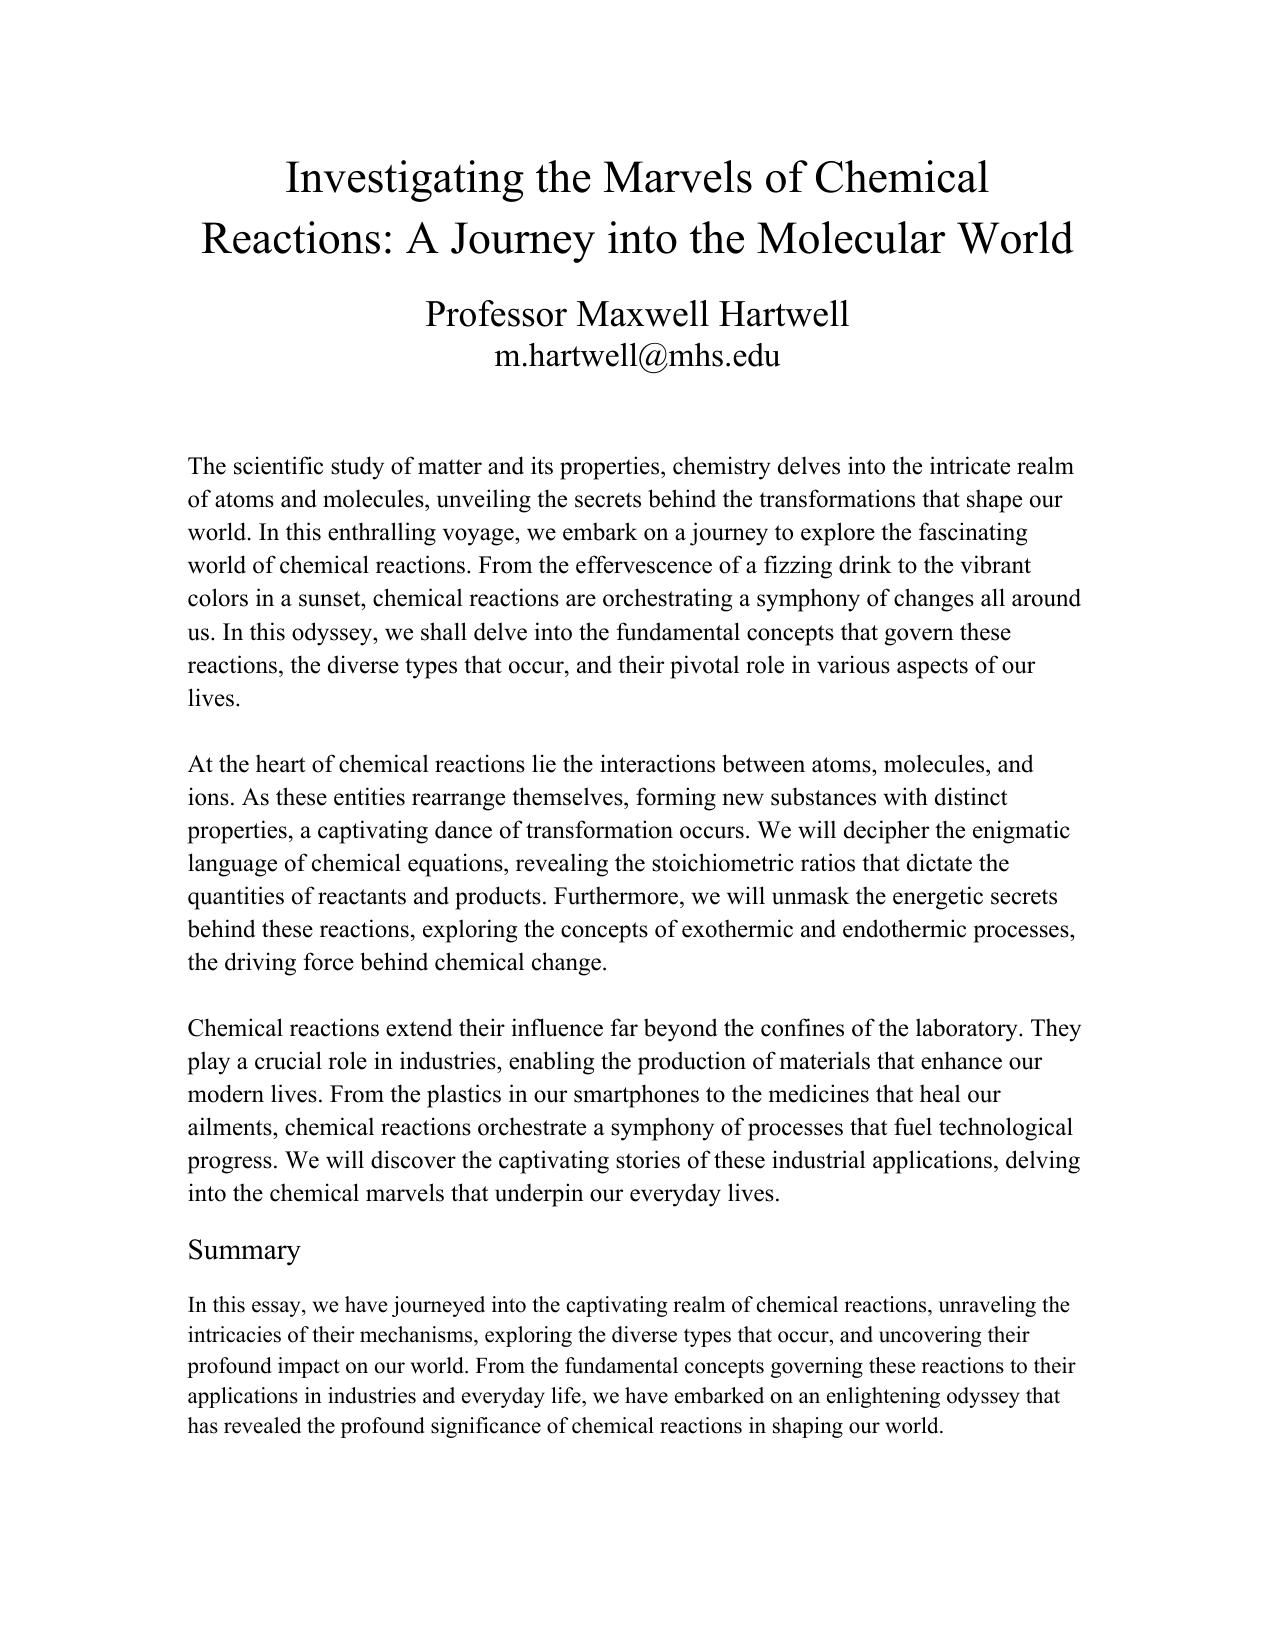 Investigating the Marvels of Chemical
Reactions: A Journey into the Molecular World
Professor Maxwell Hartwell
m.hartwell@mhs.edu
The scientific study of matter and its properties, chemistry delves into the intricate realm
of atoms and molecules, unveiling the secrets behind the transformations that shape our
world. In this enthralling voyage, we embark on a journey to explore the fascinating
world of chemical reactions. From the effervescence of a fizzing drink to the vibrant
colors in a sunset, chemical reactions are orchestrating a symphony of changes all around
us. In this odyssey, we shall delve into the fundamental concepts that govern these
reactions, the diverse types that occur, and their pivotal role in various aspects of our
lives.
At the heart of chemical reactions lie the interactions between atoms, molecules, and
ions. As these entities rearrange themselves, forming new substances with distinct
properties, a captivating dance of transformation occurs. We will decipher the enigmatic
language of chemical equations, revealing the stoichiometric ratios that dictate the
quantities of reactants and products. Furthermore, we will unmask the energetic secrets
behind these reactions, exploring the concepts of exothermic and endothermic processes,
the driving force behind chemical change.
Chemical reactions extend their influence far beyond the confines of the laboratory. They
play a crucial role in industries, enabling the production of materials that enhance our
modern lives. From the plastics in our smartphones to the medicines that heal our
ailments, chemical reactions orchestrate a symphony of processes that fuel technological
progress. We will discover the captivating stories of these industrial applications, delving
into the chemical marvels that underpin our everyday lives.
Summary
In this essay, we have journeyed into the captivating realm of chemical reactions, unraveling the
intricacies of their mechanisms, exploring the diverse types that occur, and uncovering their
profound impact on our world. From the fundamental concepts governing these reactions to their
applications in industries and everyday life, we have embarked on an enlightening odyssey that
has revealed the profound significance of chemical reactions in shaping our world.